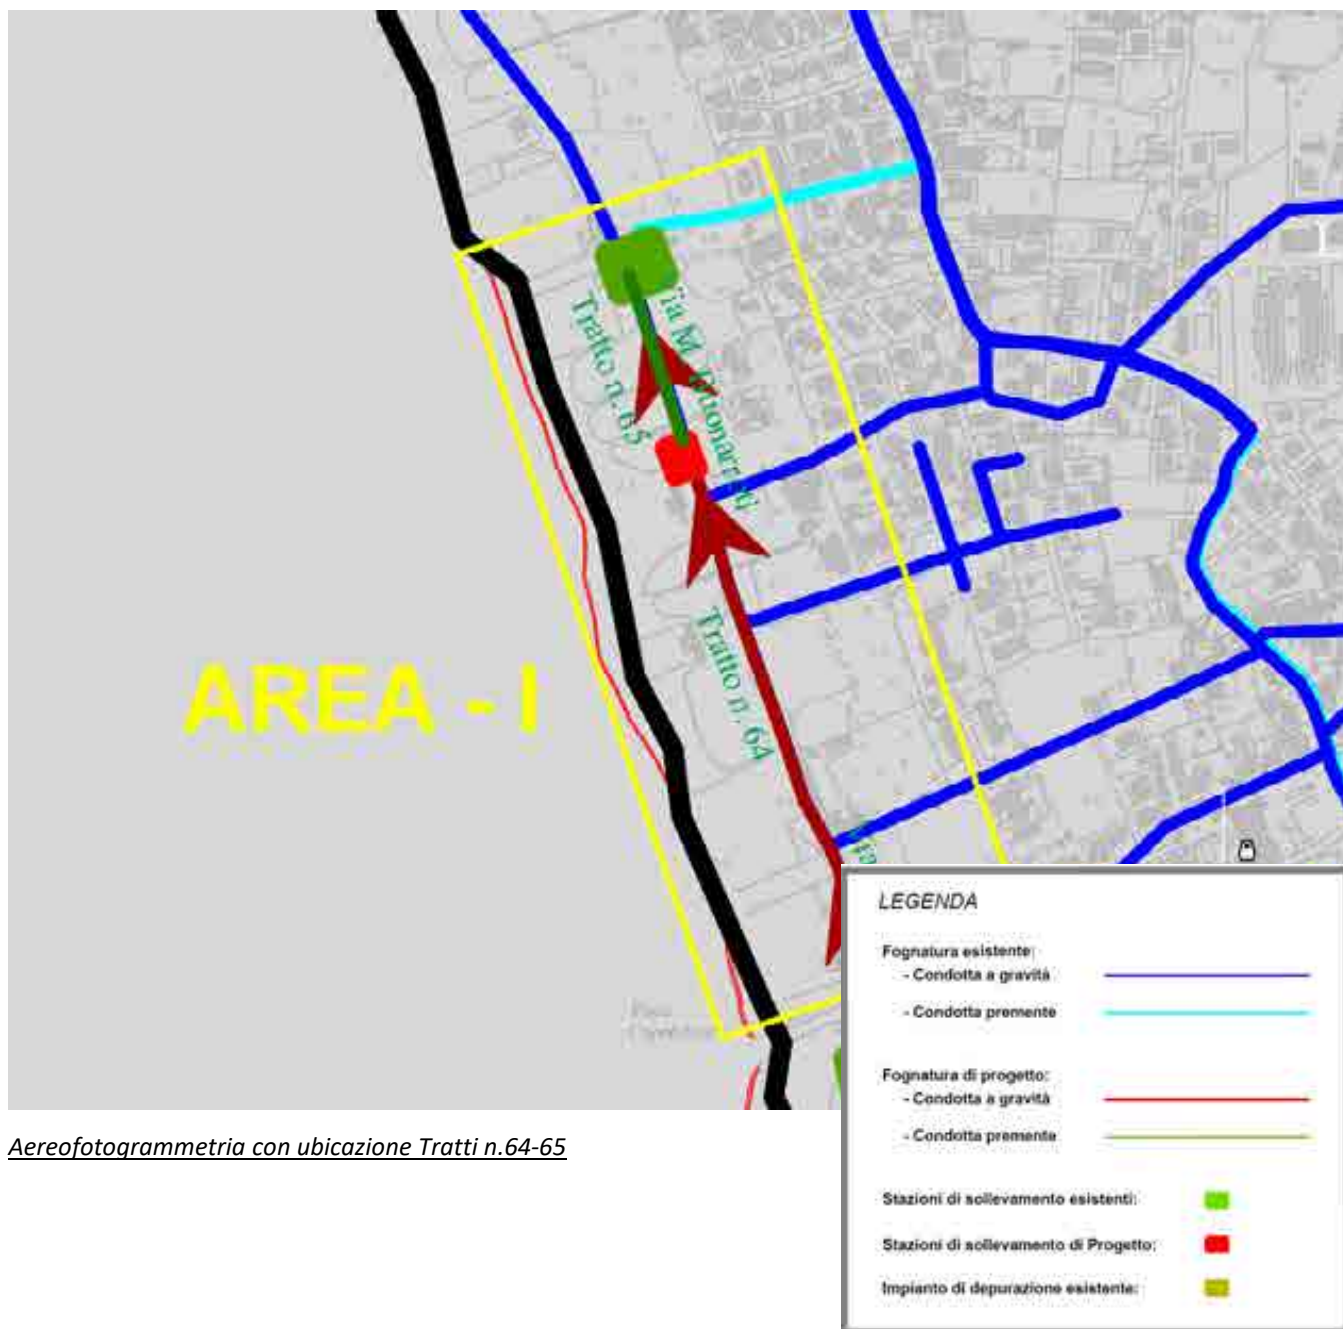 Tratto n. 65
Tratto n. 64
AREA - I
Via
LEGENDA
Fognatura esistente:
- Condotta a gravità
- Condotta premente
Fognatura di progetto:
- Condotta a gravità
- Condotta premente
Stazioni di sollevamento esistenti:
Stazioni di sollevamento di Progetto:
Impianto di depurazione esistente:
Aereofotogrammetria con ubicazione Tratti n.64-65